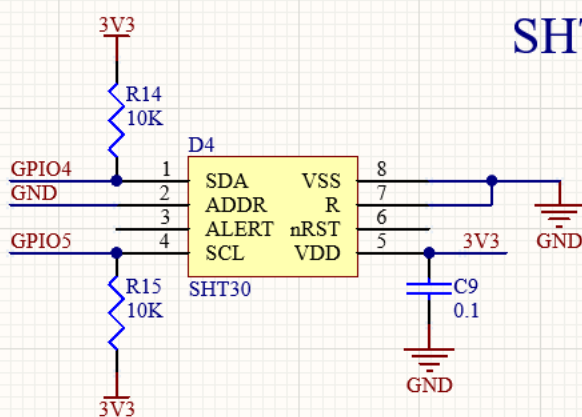 3V3
SHT
R14
10K
D4
GPIO4
1
SDA
VSS
8
GND
2
ADDR
R
7
3
ALERT
nRST
6
GND
GPIO5
4
SCL
VDD
5
3V3
R15
10K
SHT30
C9
0.1
GND
3V3